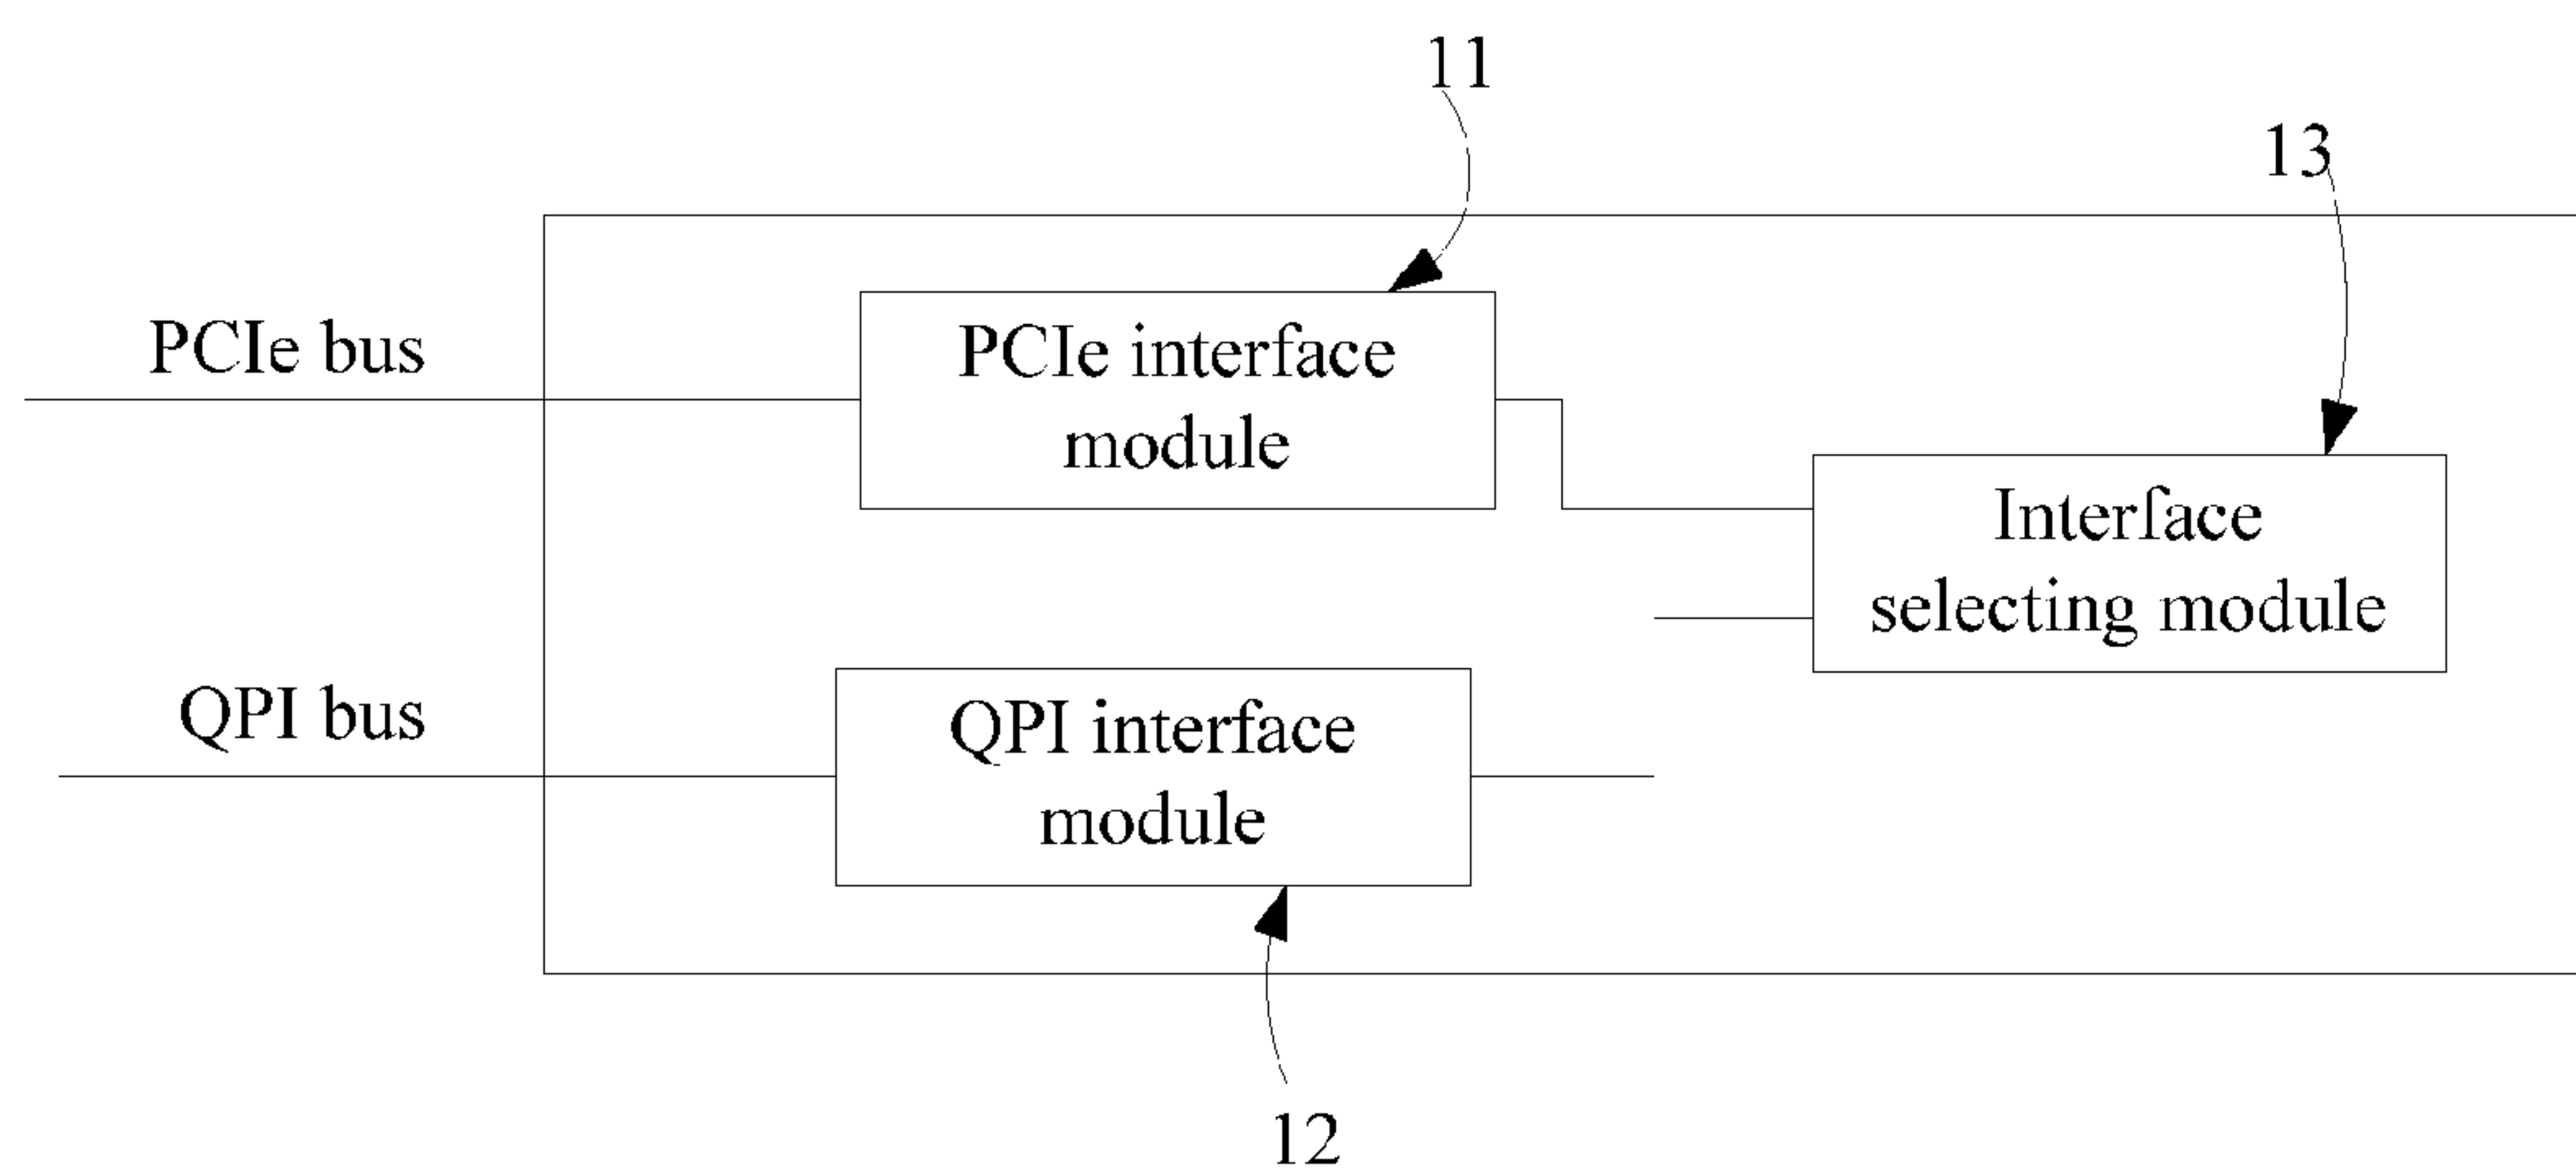 11
13
PCIe bus
PCIe interface
module
Interface
selecting module
QPI bus
QPI interface
module
12